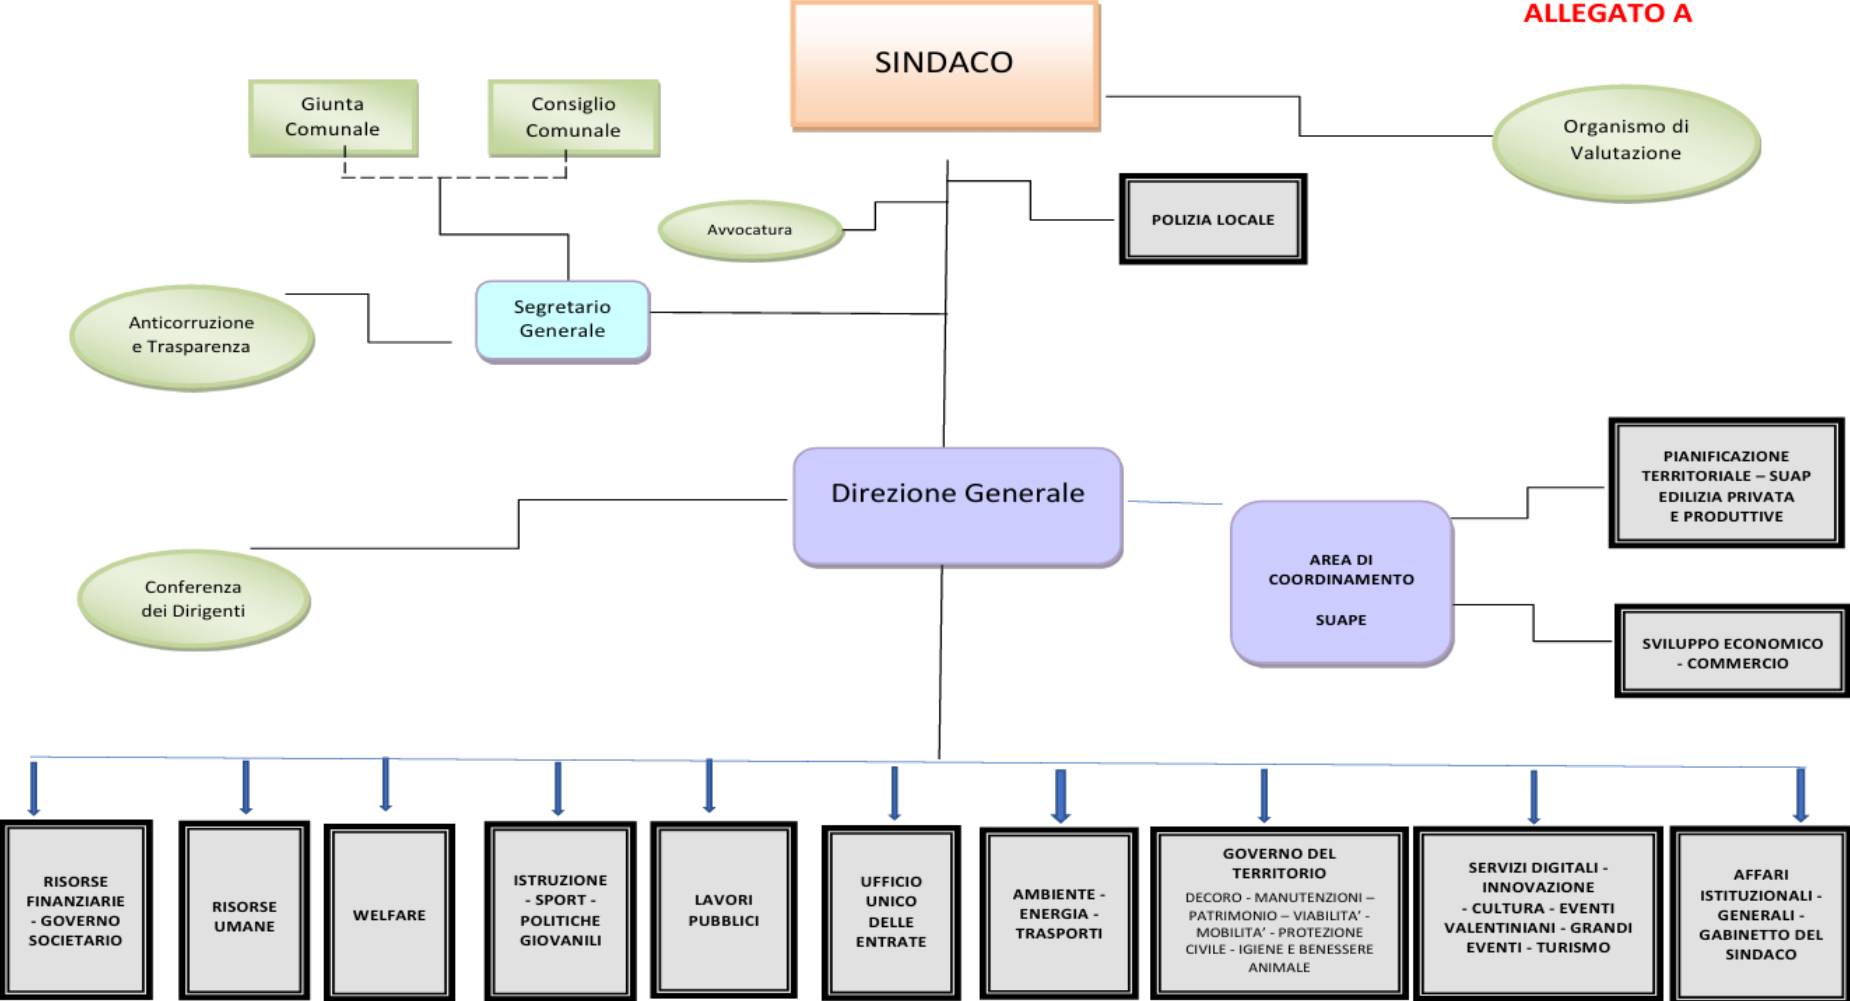 ALLEGATO A
SINDACO
Giunta
Comunale
Consiglio
Comunale
Organismo di
Valutazione
Avvocatura
POLIZIA LOCALE
Segretario
Generale
Anticorruzione
e Trasparenza
Direzione Generale
PIANIFICAZIONE
TERRITORIALE – SUAP
EDILIZIA PRIVATA
E PRODUTTIVE
AREA DI
COORDINAMENTO
SUAPE
Conferenza
dei Dirigenti
SVILUPPO ECONOMICO
- COMMERCIO
RISORSE
FINANZIARIE
- GOVERNO
SOCIETARIO
RISORSE
UMANE
WELFARE
ISTRUZIONE
- SPORT -
POLITICHE
GIOVANILI
LAVORI
PUBBLICI
UFFICIO
UNICO
DELLE
ENTRATE
AMBIENTE -
ENERGIA -
TRASPORTI
GOVERNO DEL
TERRITORIO
DECORO - MANUTENZIONI –
PATRIMONIO – VIABILITA’ -
MOBILITA’ - PROTEZIONE
CIVILE - IGIENE E BENESSERE
ANIMALE
SERVIZI DIGITALI -
INNOVAZIONE
- CULTURA - EVENTI
VALENTINIANI - GRANDI
EVENTI - TURISMO
AFFARI
ISTITUZIONALI -
GENERALI -
GABINETTO DEL
SINDACO